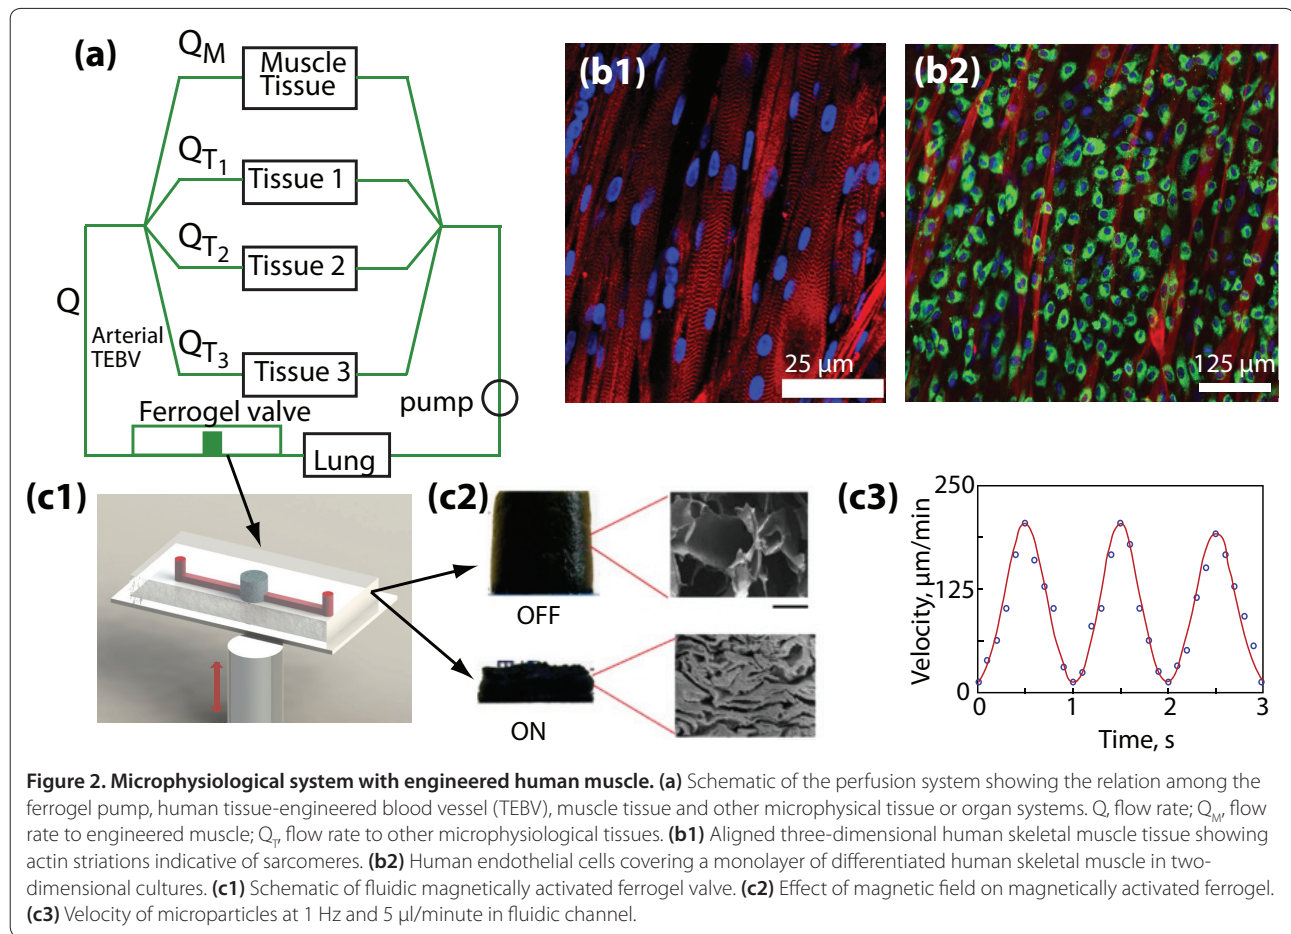 (a)
Q_M
Muscle
Tissue
Q_T1
Tissue 1
Q_T2
Tissue 2
Q
Arterial
TEBV
Q_T3
Tissue 3
Ferrogel valve
pump
Lung
(b1)
25 μm
(b2)
125 μm
(c1)
(c2)
OFF
ON
(c3)
250
125
0
Velocity, μm/min
0 1 2 3
Time, s
Figure 2. Microphysiological system with engineered human muscle. (a) Schematic of the perfusion system showing the relation among the
ferrogel pump, human tissue-engineered blood vessel (TEBV), muscle tissue and other microphysical tissue or organ systems. Q, flow rate; Q_M, flow
rate to engineered muscle; Q_T, flow rate to other microphysiological tissues. (b1) Aligned three-dimensional human skeletal muscle tissue showing
actin striations indicative of sarcomeres. (b2) Human endothelial cells covering a monolayer of differentiated human skeletal muscle in two-
dimensional cultures. (c1) Schematic of fluidic magnetically activated ferrogel valve. (c2) Effect of magnetic field on magnetically activated ferrogel.
(c3) Velocity of microparticles at 1 Hz and 5 μl/minute in fluidic channel.